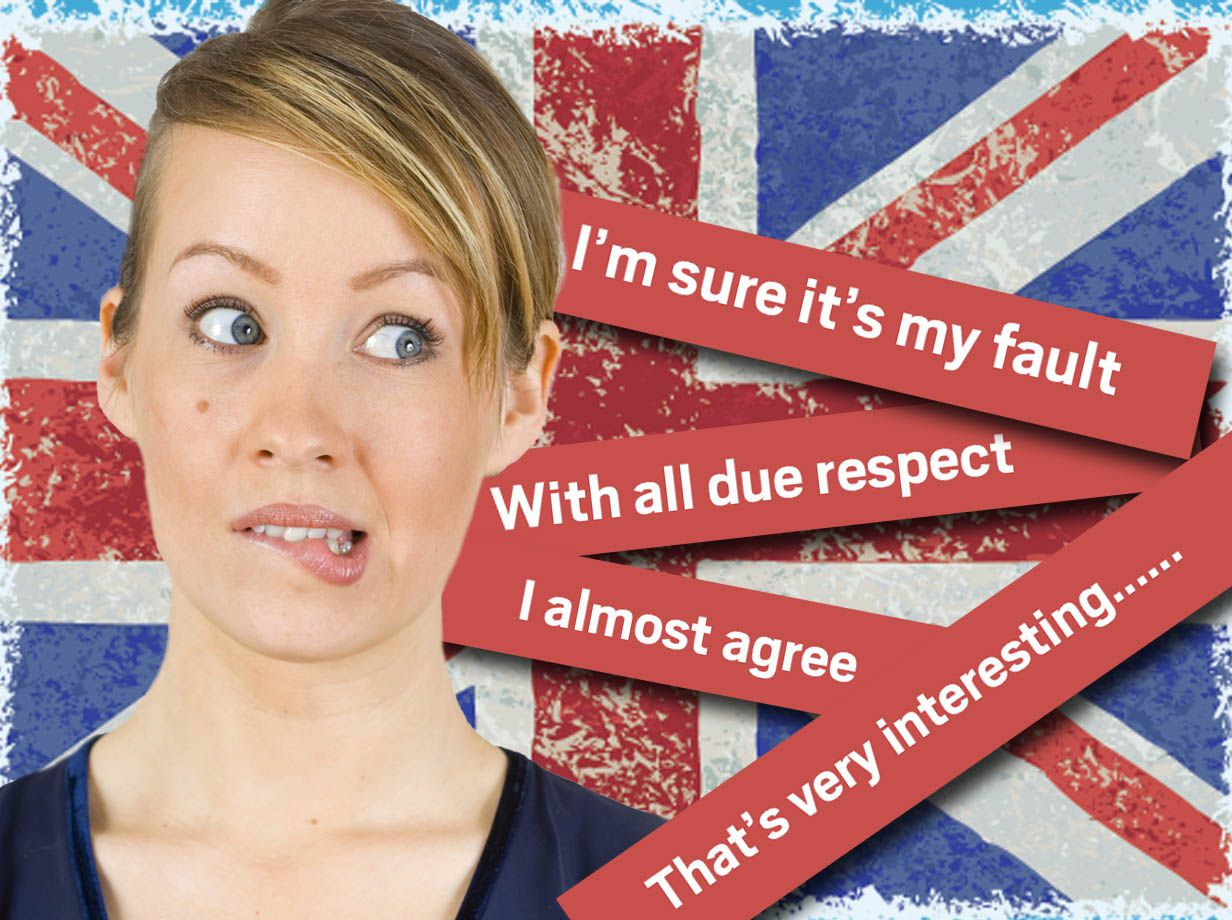 I'm sure it's my fault
With all due respect
I almost agree
That's very interesting......